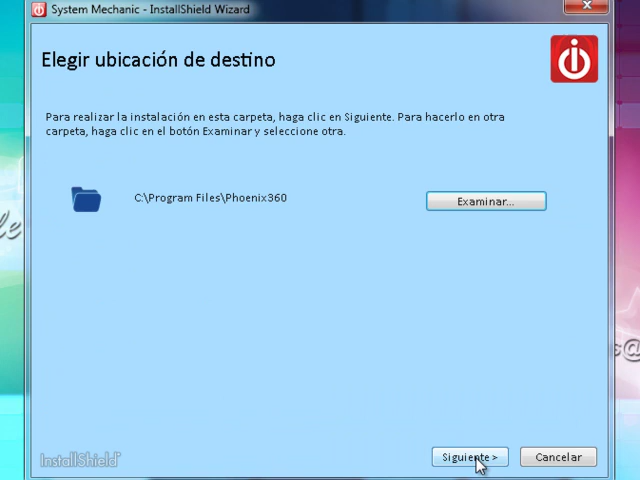 System Mechanic - InstallShield Wizard
Elegir ubicación de destino
Para realizar la instalación en esta carpeta, haga clic en Siguiente. Para hacerlo en otra
carpeta, haga clic en el botón Examinar y seleccione otra.
C:\Program Files\Phoenix360
Examinar...
InstallShield
Siguiente >
Cancelar